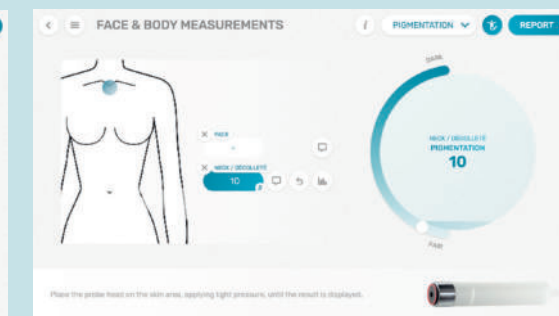 FACE & BODY MEASUREMENTS
i
PIGMENTATION
REPORT
DARK
FACE
-
NECK / DÉCOLLETÉ
10
NECK / DÉCOLLETÉ
PIGMENTATION
10
FAIR
Place the probe head on the skin area, applying light pressure, until the result is displayed.